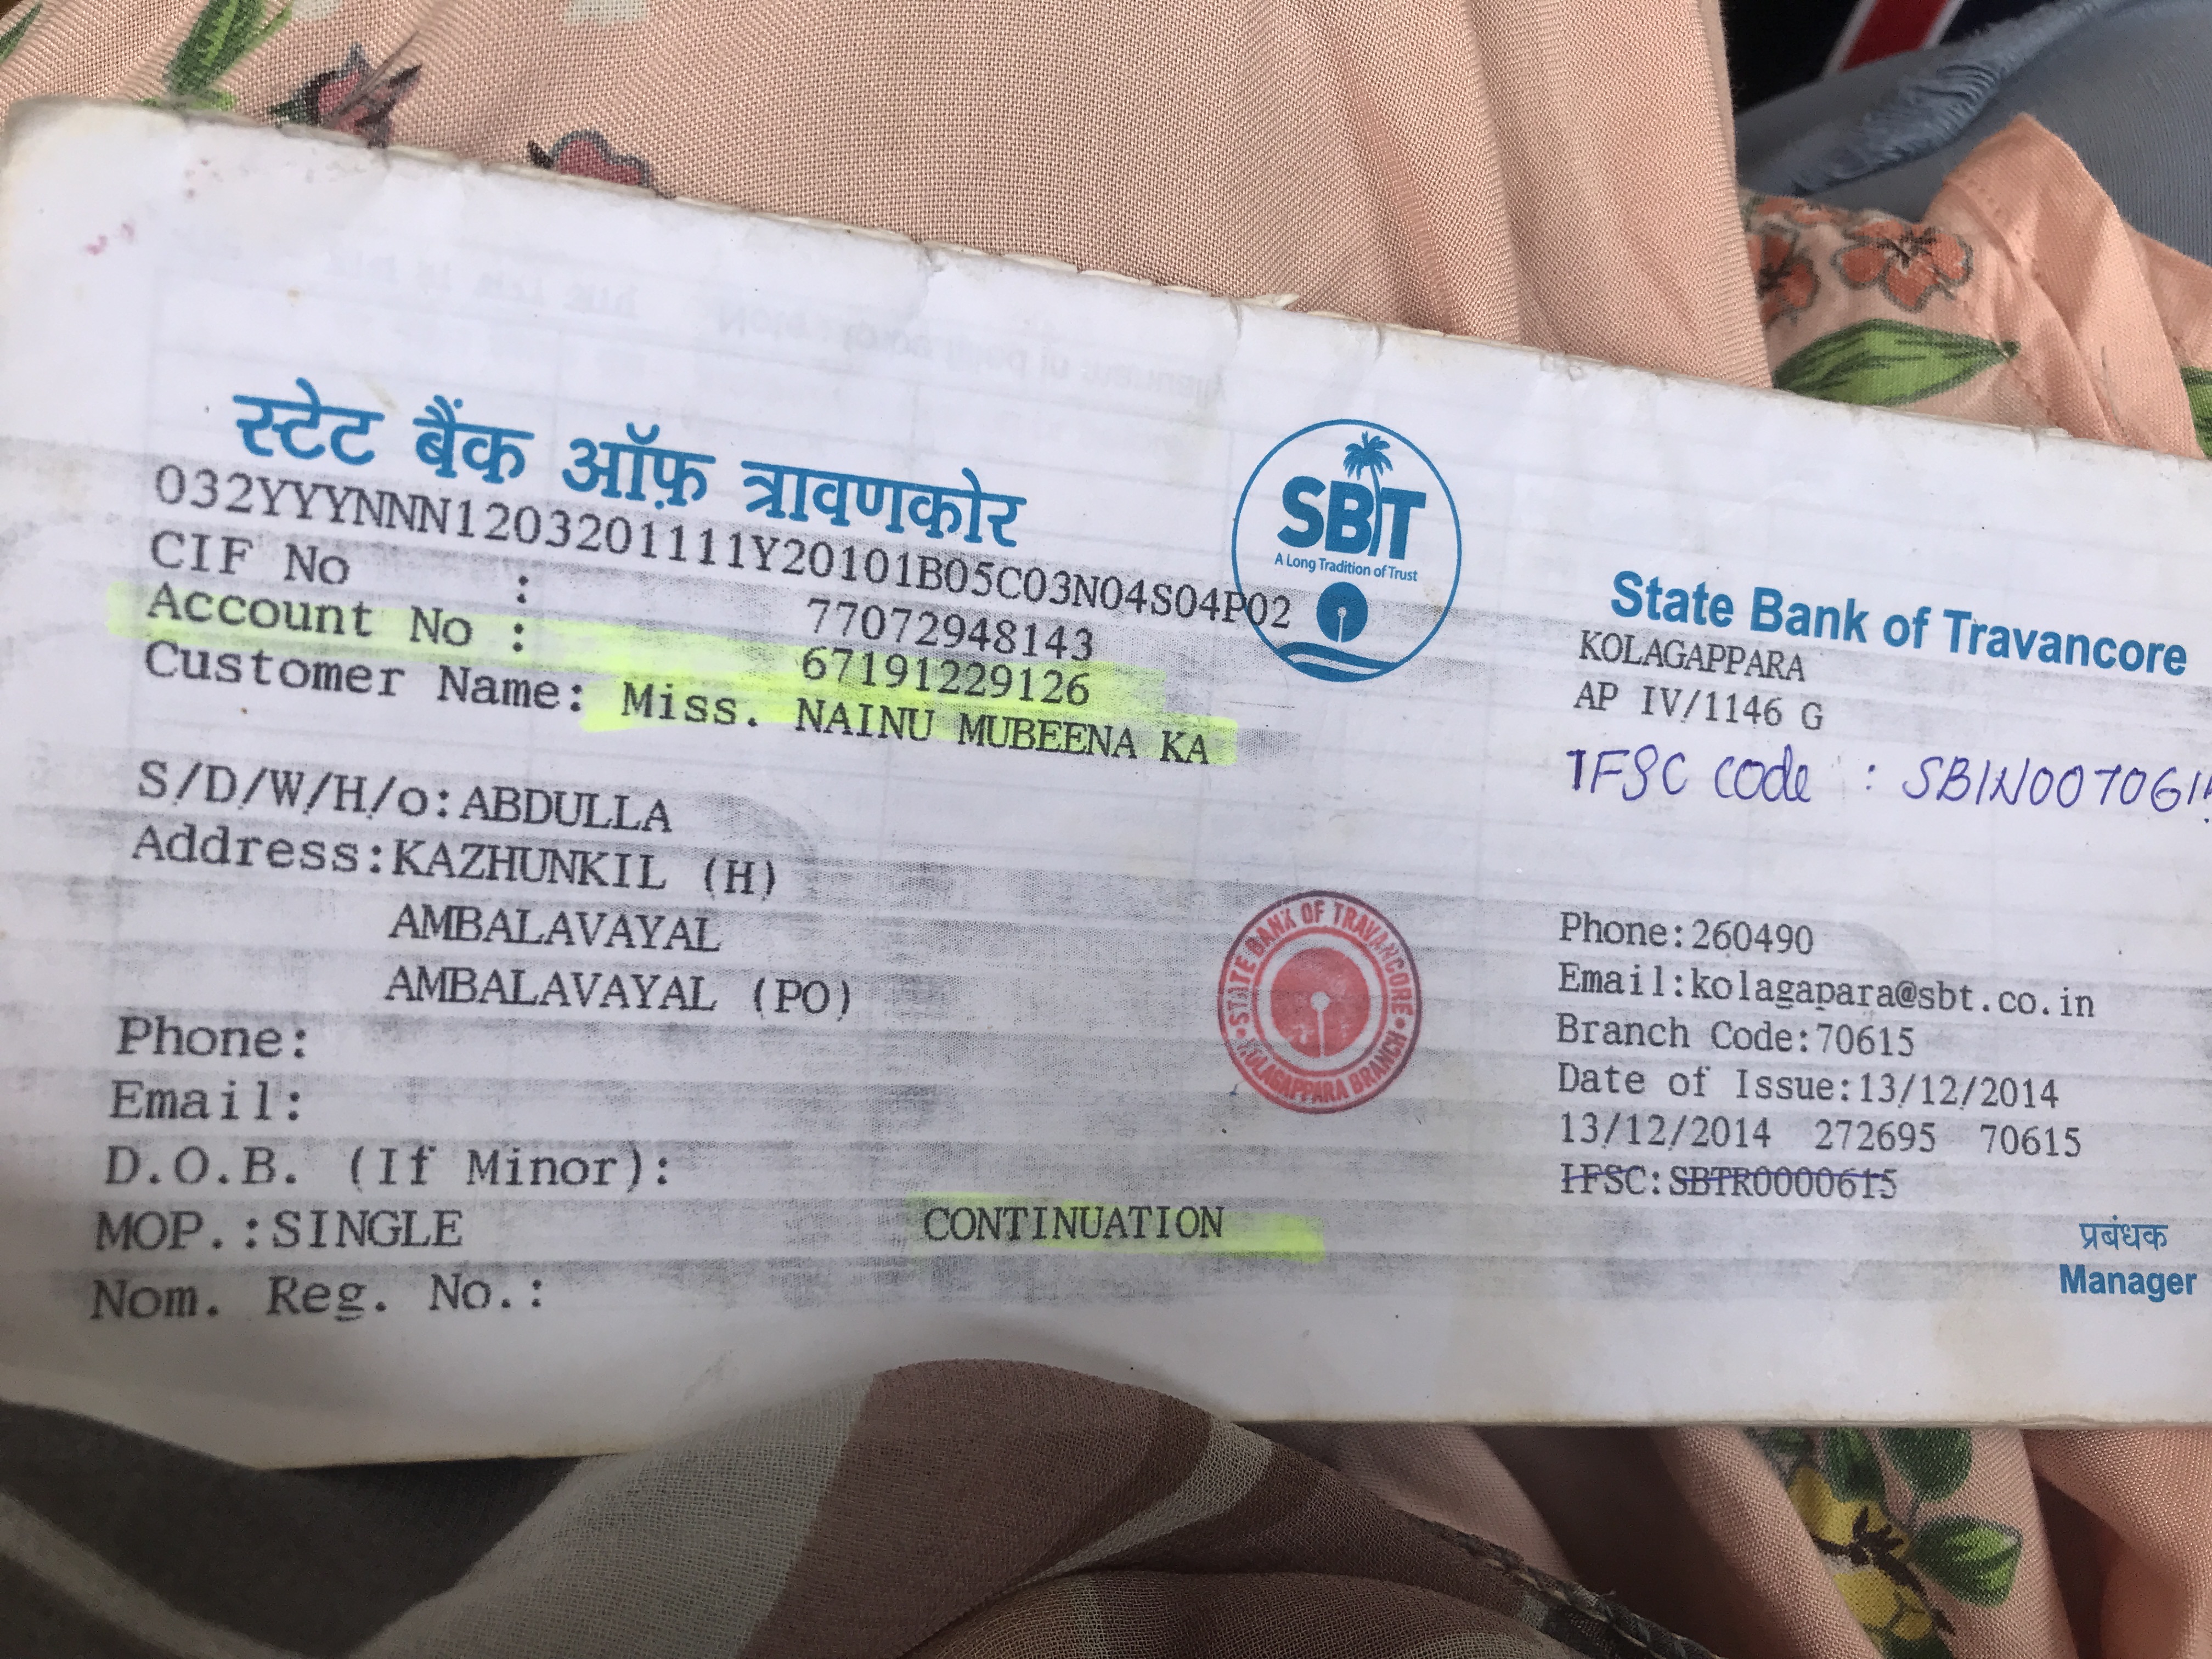 स्टेट बैंक ऑफ़ त्रावणकोर
032YYYNNN1203201111Y20101B05C03N04S04P02
CIF No : 77072948143
Account No : 67191229126
Customer Name: Miss. NAINU MUBEENA KA
S/D/W/H/o:ABDULLA
Address:KAZHUNKIL (H)
AMBALAVAYAL
AMBALAVAYAL (PO)
Phone:
Email:
D.O.B. (If Minor):
MOP.:SINGLE CONTINUATION
Nom. Reg. No.:
SBT
A Long Tradition of Trust
STATE BANK OF TRAVANCORE
KOLAGAPPARA BRANCH
State Bank of Travancore
KOLAGAPPARA
AP IV/1146 G
IFSC code :
Phone:260490
Email:kolagapara@sbt.co.in
Branch Code:70615
Date of Issue:13/12/2014
13/12/2014 272695 70615
IFSC:SBTR0000615
प्रबंधक
Manager